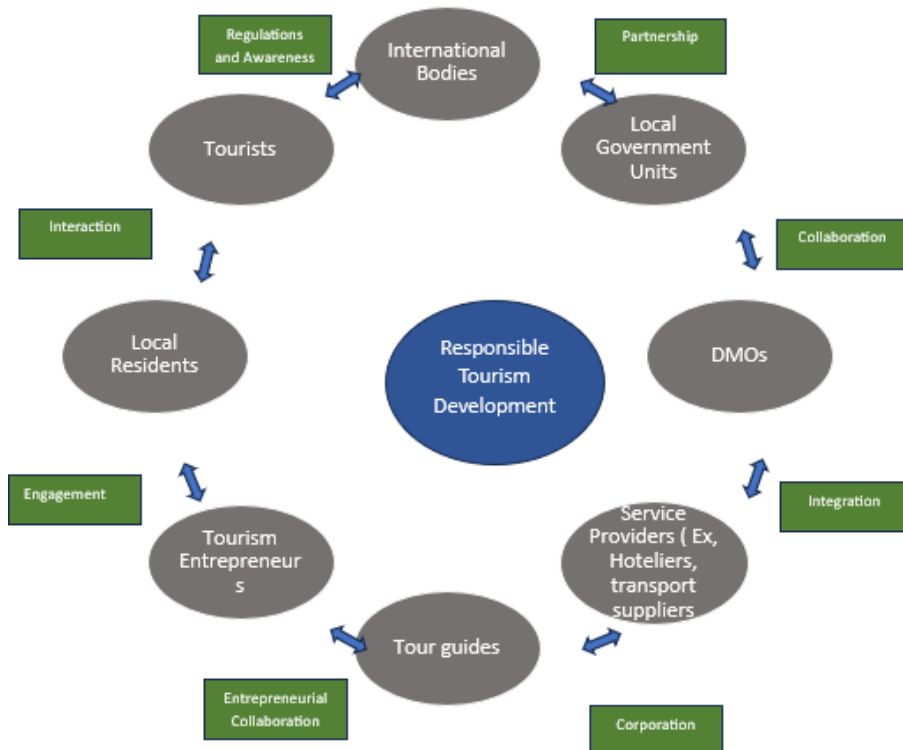 Regulations
and Awareness
International
Bodies
Partnership
Tourists
Local
Government
Units
Interaction
Collaboration
Local
Residents
Responsible
Tourism
Development
DMOs
Engagement
Integration
Tourism
Entrepreneur
s
Service
Providers ( Ex,
Hoteliers,
transport
suppliers
Tour guides
Entrepreneurial
Collaboration
Corporation